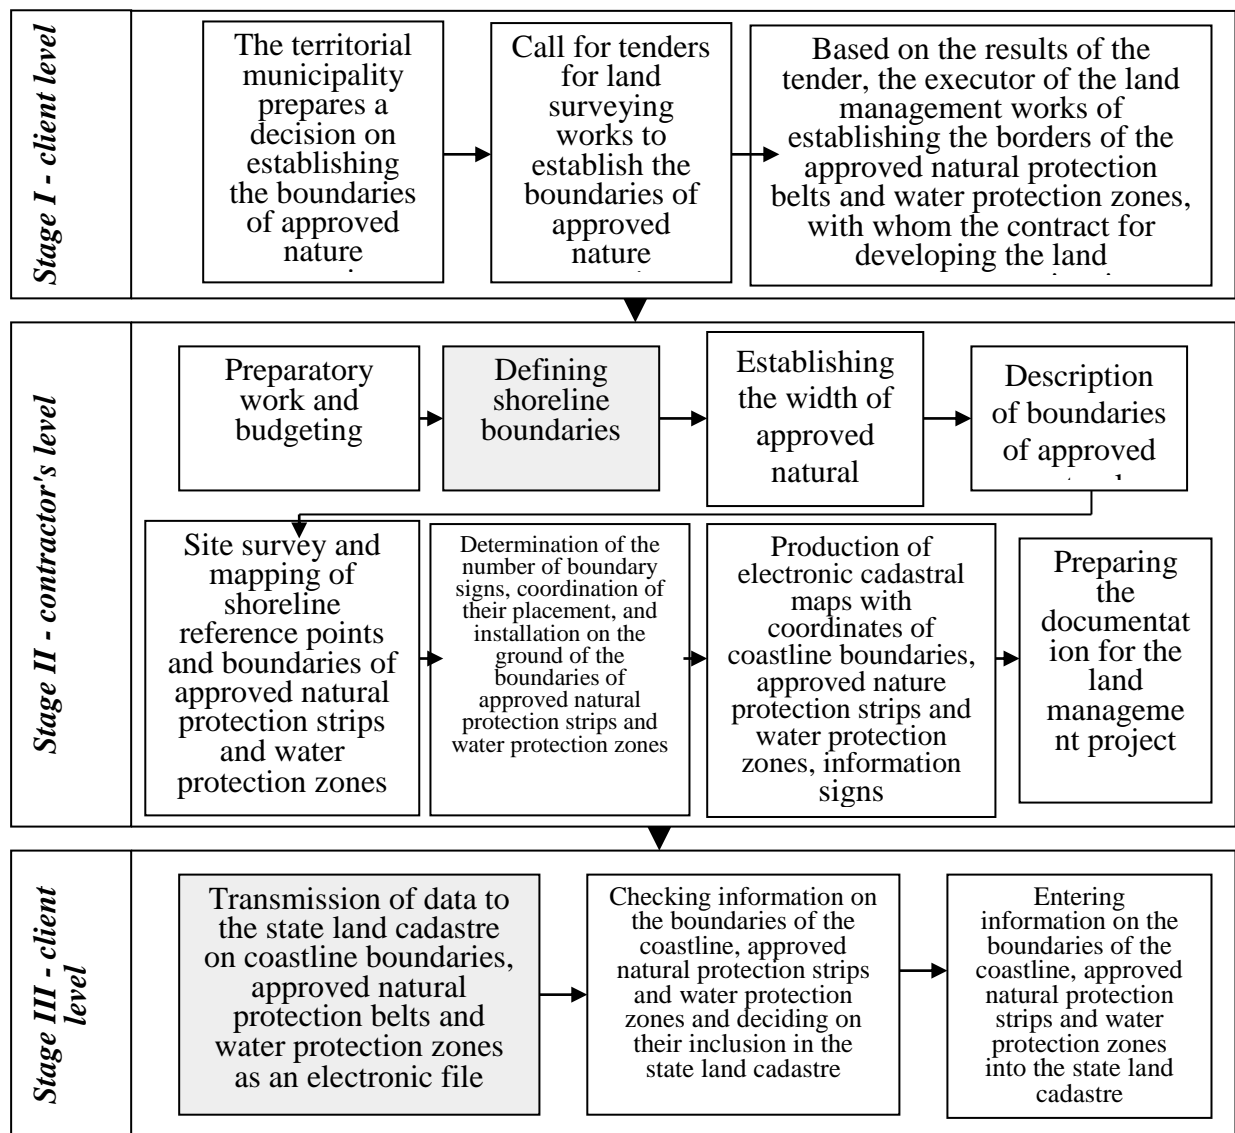 Stage I - client level
The territorial
municipality
prepares a
decision on
establishing
the boundaries
of approved
nature
Call for tenders
for land
surveying
works to
establish the
boundaries of
approved
nature
Based on the results of the
tender, the executor of the land
management works of
establishing the borders of the
approved natural protection
belts and water protection zones,
with whom the contract for
developing the land
Stage II - contractor's level
Preparatory
work and
budgeting
Defining
shoreline
boundaries
Establishing
the width of
approved
natural
Description
of boundaries
of approved
Site survey and
mapping of
shoreline
reference points
and boundaries of
approved natural
protection strips
and water
protection zones
Determination of the
number of boundary
signs, coordination of
their placement, and
installation on the
ground of the
boundaries of
approved natural
protection strips and
water protection zones
Production of
electronic cadastral
maps with
coordinates of
coastline boundaries,
approved nature
protection strips and
water protection
zones, information
signs
Preparing
the
documentat
ion for the
land
manageme
nt project
Stage III - client
level
Transmission of data to
the state land cadastre
on coastline boundaries,
approved natural
protection belts and
water protection zones
as an electronic file
Checking information on
the boundaries of the
coastline, approved
natural protection strips
and water protection
zones and deciding on
their inclusion in the
state land cadastre
Entering
information on the
boundaries of the
coastline, approved
natural protection
strips and water
protection zones
into the state land
cadastre